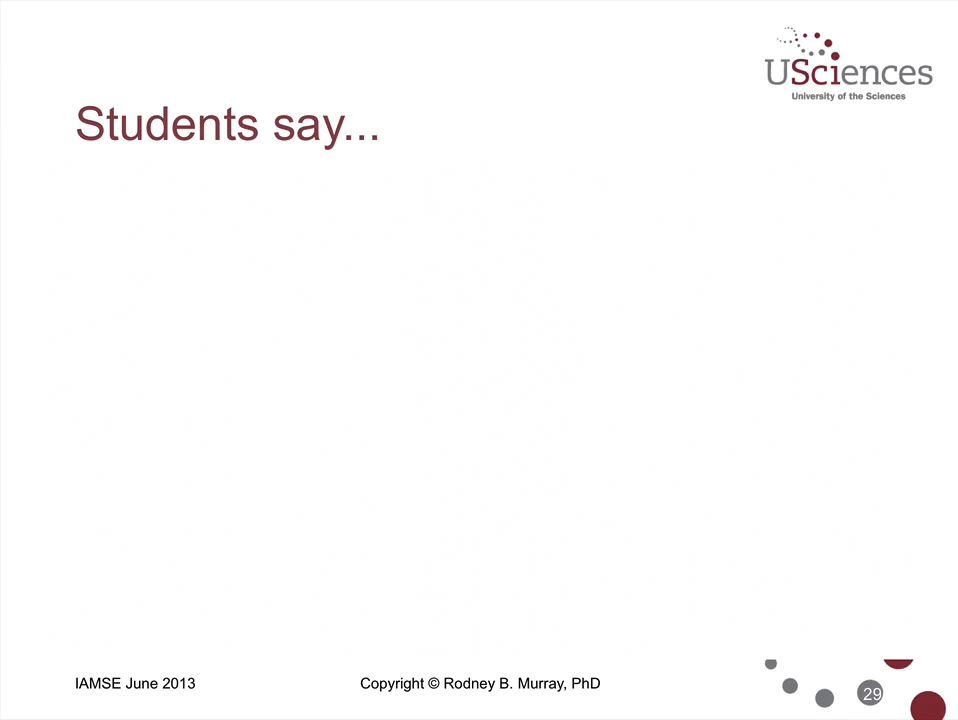 USciences
University of the Sciences
Students say...
IAMSE June 2013
Copyright © Rodney B. Murray, PhD
29